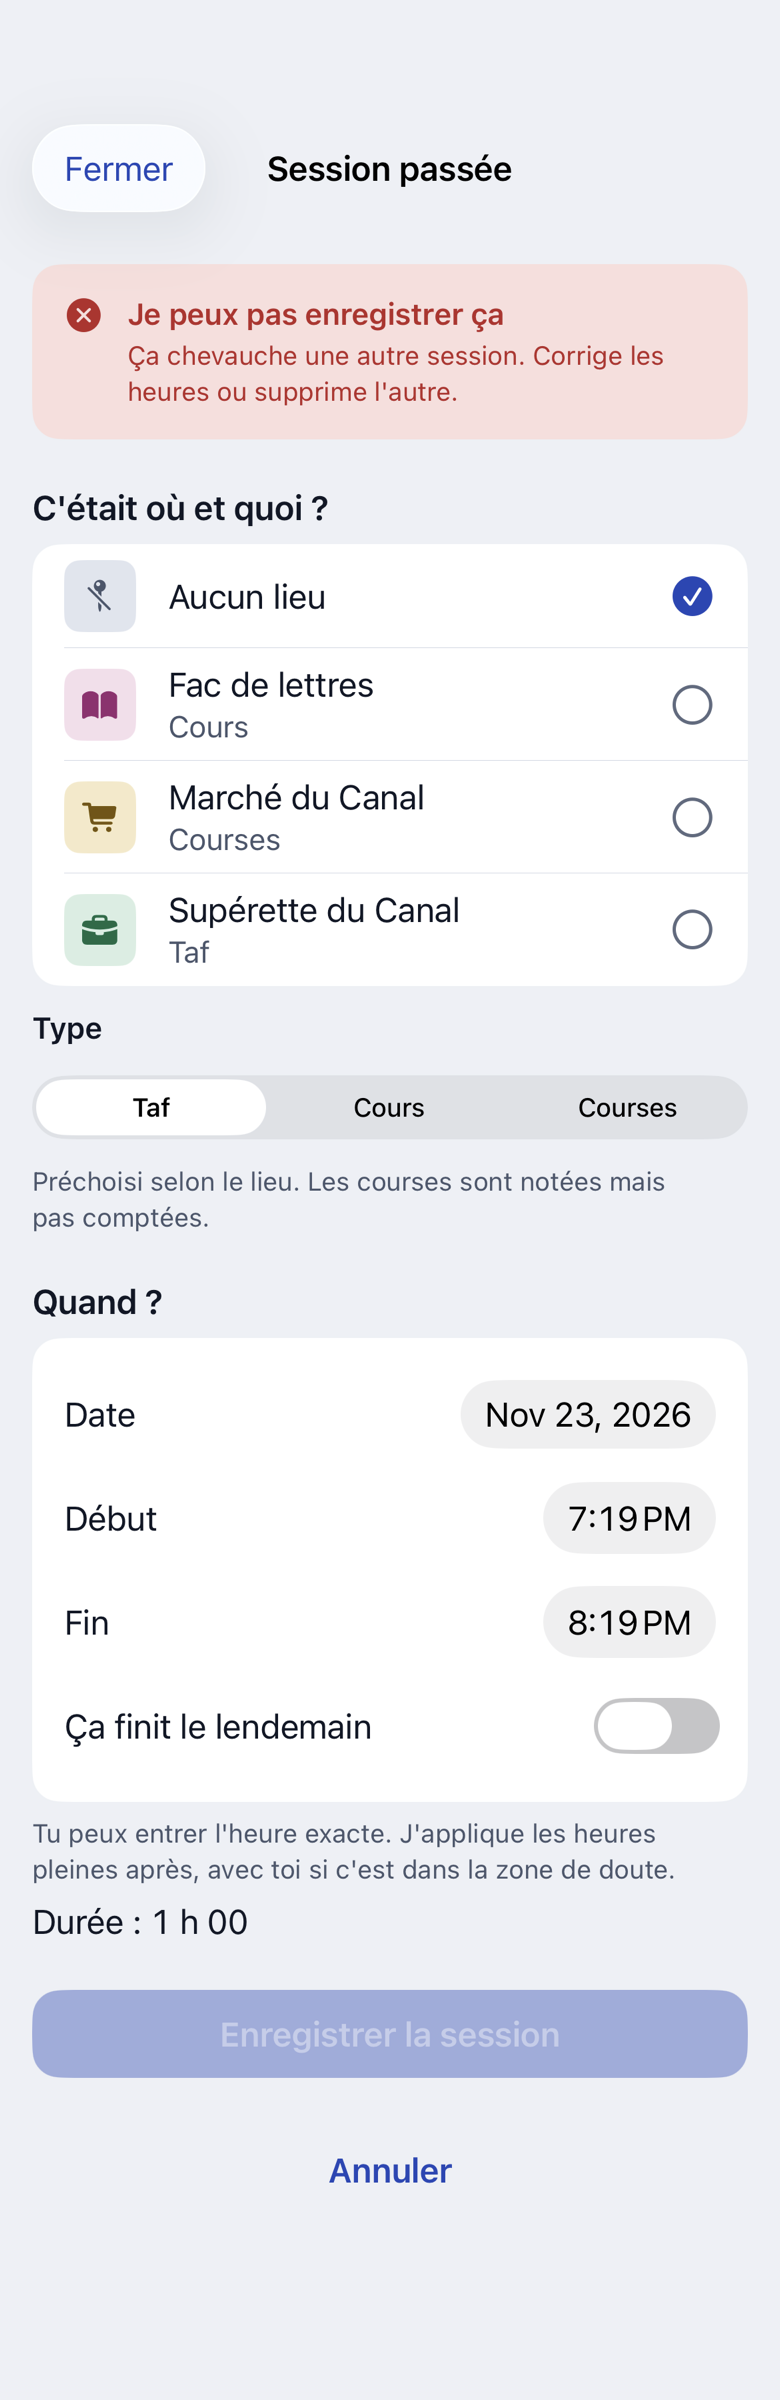 Fermer
Session passée
Je peux pas enregistrer ça
Ça chevauche une autre session. Corrige les
heures ou supprime l'autre.
C'était où et quoi ?
Aucun lieu
Fac de lettres
Cours
Marché du Canal
Courses
Supérette du Canal
Taf
Type
Taf
Cours
Courses
Préchoisi selon le lieu. Les courses sont notées mais
pas comptées.
Quand ?
Date
Nov 23, 2026
Début
7:19 PM
Fin
8:19 PM
Ça finit le lendemain
Tu peux entrer l'heure exacte. J'applique les heures
pleines après, avec toi si c'est dans la zone de doute.
Durée : 1 h 00
Enregistrer la session
Annuler